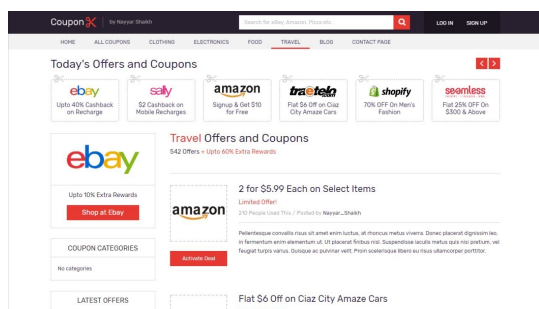 Coupon
by Nayyar Shaikh
Search for eBay, Amazon, Pizza etc..
LOG IN
SIGN UP
HOME
ALL COUPONS
CLOTHING
ELECTRONICS
FOOD
TRAVEL
BLOG
CONTACT PAGE
Today's Offers and Coupons
ebay
Upto 40% Cashback
on Recharge
sally
$2 Cashback on
Mobile Recharges
amazon
Signup & Get $10
for Free
Flat $6 Off on Ciaz
City Amaze Cars
shopify
70% OFF On Men's
Fashion
seamless
Flat 25% OFF On
$300 & Above
ebay
Upto 10% Extra Rewards
Shop at Ebay
COUPON CATEGORIES
No categories
LATEST OFFERS
Travel Offers and Coupons
542 Offers + Upto 60% Extra Rewards
amazon
Activate Deal
2 for $5.99 Each on Select Items
Limited Offer!
210 People Used This / Posted by Nayyar_Shaikh
Pellentesque convallis risus sit amet enim luctus, at rhoncus metus viverra. Donec placerat dignissim leo,
in fermentum enim elementum ut. Ut placerat finibus nisl. Suspendisse iaculis metus quis nisi pretium, vel
feugiat turpis varius. Quisque ac pulvinar velit. Proin scelerisque libero eu risus ullamcorper porttitor.
Flat $6 Off on Ciaz City Amaze Cars